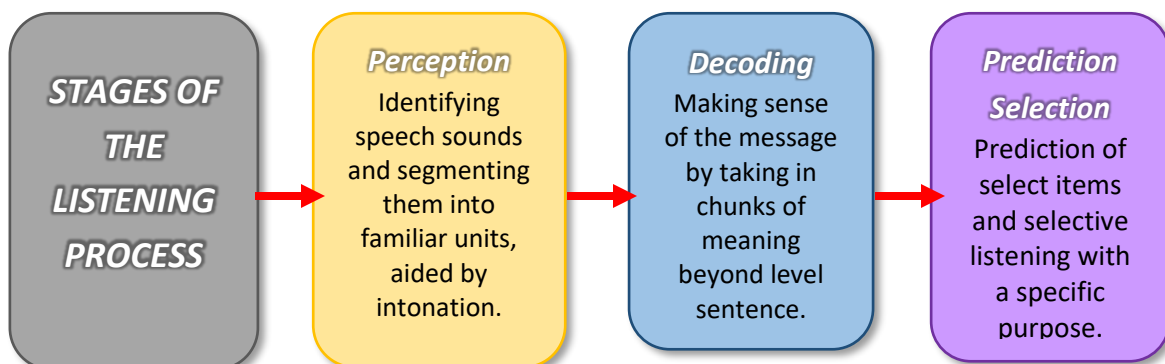 STAGES OF
THE
LISTENING
PROCESS
Perception
Identifying
speech sounds
and segmenting
them into
familiar units,
aided by
intonation.
Decoding
Making sense
of the message
by taking in
chunks of
meaning
beyond level
sentence.
Prediction
Selection
Prediction of
select items
and selective
listening with
a specific
purpose.